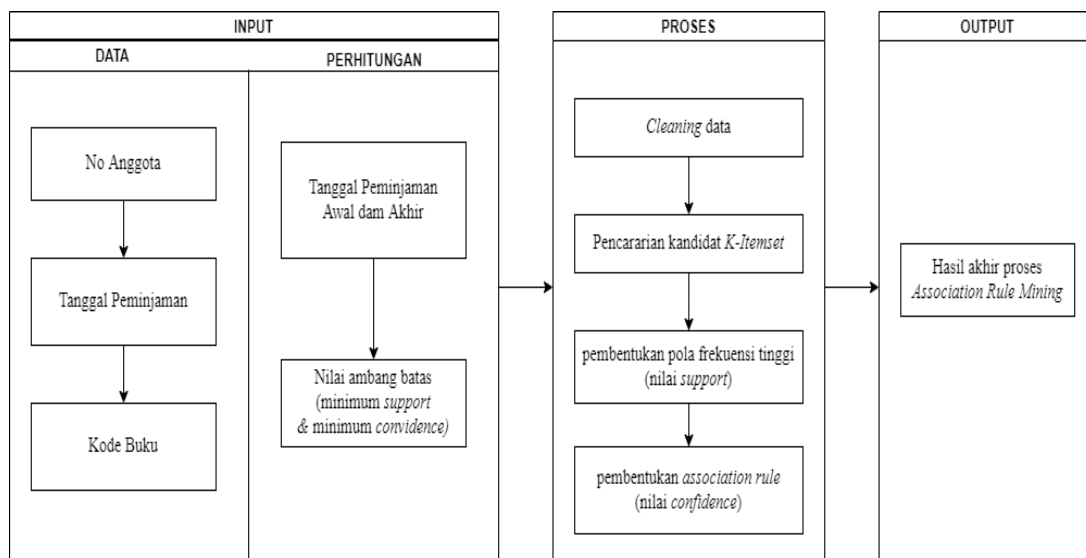 INPUT
DATA
PERHITUNGAN
No Anggota
Tanggal Peminjaman
Kode Buku
Tanggal Peminjaman
Awal dam Akhir
Nilai ambang batas
(minimum support
& minimum convidence)
PROSES
Cleaning data
Pencararian kandidat K-Itemset
pembentukan pola frekuensi tinggi
(nilai support)
pembentukan association rule
(nilai confidence)
OUTPUT
Hasil akhir proses
Association Rule Mining